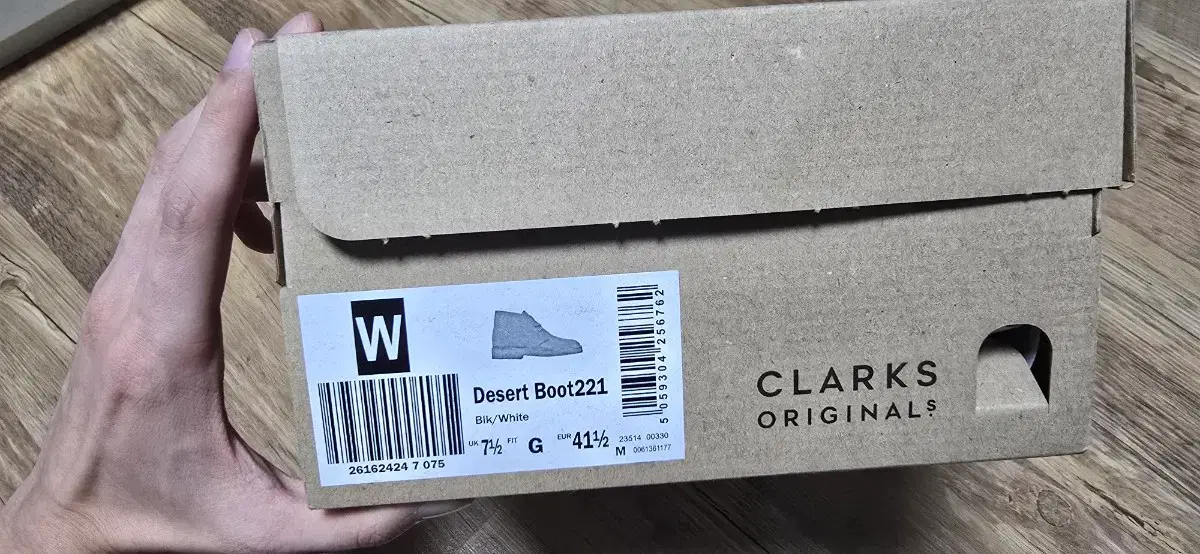 W
26162424 7 075
Desert Boot221
Blk/White
UK 7½ FIT G EUR 41½
5 059304 256762
23514 00330
M 0061361177
CLARKS
ORIGINALS